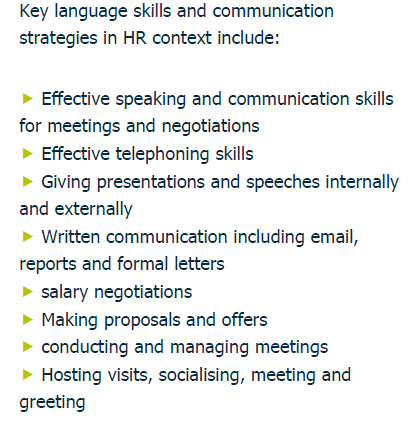 Key language skills and communication
strategies in HR context include:
► Effective speaking and communication skills
for meetings and negotiations
► Effective telephoning skills
► Giving presentations and speeches internally
and externally
► Written communication including email,
reports and formal letters
► salary negotiations
► Making proposals and offers
► conducting and managing meetings
► Hosting visits, socialising, meeting and
greeting